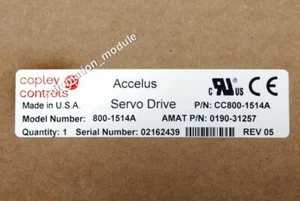 copley controls
Accelus
c UL US CE
Made in U.S.A.
Servo Drive P/N: CC800-1514A
Model Number: 800-1514A AMAT P/N: 0190-31257
Quantity: 1 Serial Number: 02162439 REV 05